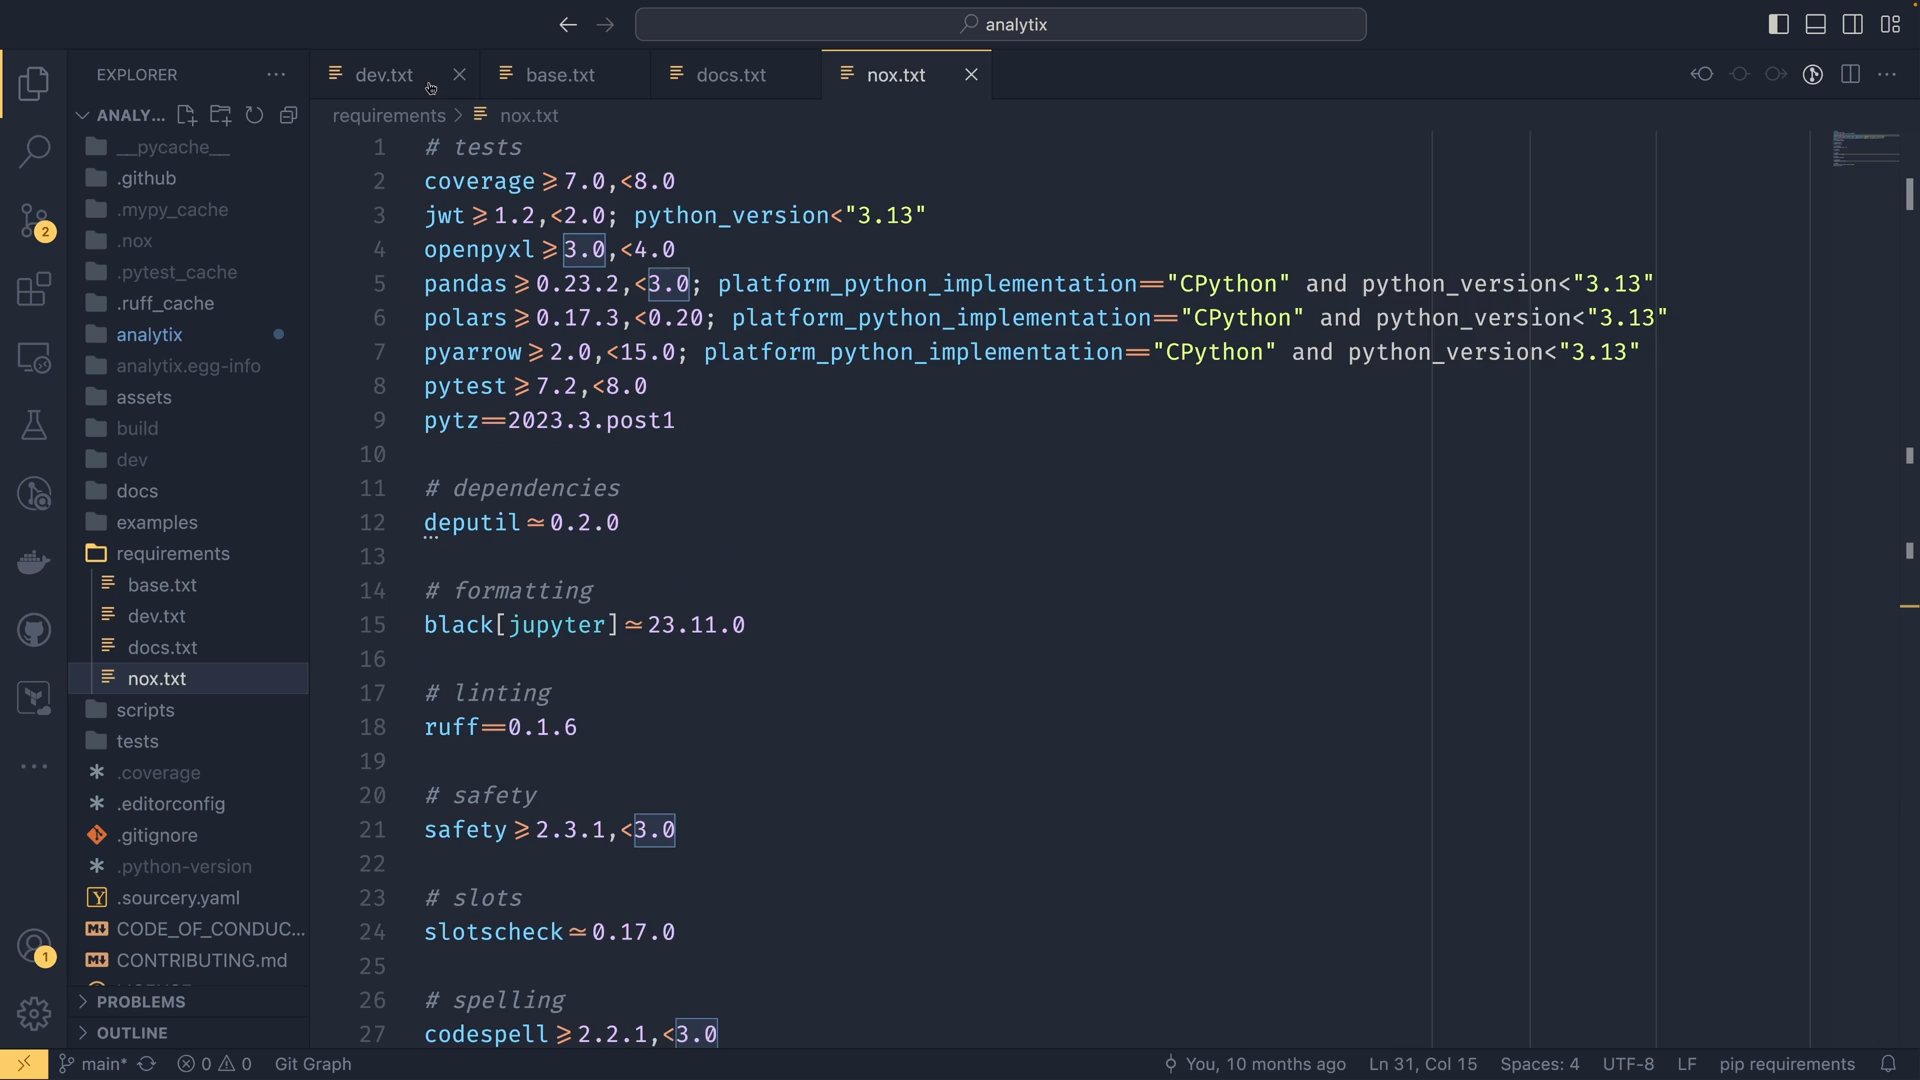 analytix
EXPLORER
dev.txt
base.txt
docs.txt
nox.txt
ANALY...
requirements > nox.txt
__pycache__
.github
.mypy_cache
.nox
.pytest_cache
.ruff_cache
analytix
analytix.egg-info
assets
build
dev
docs
examples
requirements
base.txt
dev.txt
docs.txt
nox.txt
scripts
tests
.coverage
.editorconfig
.gitignore
.python-version
.sourcery.yaml
CODE_OF_CONDUC...
CONTRIBUTING.md
PROBLEMS
OUTLINE
2
1
1 # tests
2 coverage>=7.0,<8.0
3 jwt>=1.2,<2.0; python_version<"3.13"
4 openpyxl>=3.0,<4.0
5 pandas>=0.23.2,<3.0; platform_python_implementation=="CPython" and python_version<"3.13"
6 polars>=0.17.3,<0.20; platform_python_implementation=="CPython" and python_version<"3.13"
7 pyarrow>=2.0,<15.0; platform_python_implementation=="CPython" and python_version<"3.13"
8 pytest>=7.2,<8.0
9 pytz==2023.3.post1
10
11 # dependencies
12 deputil~=0.2.0
13
14 # formatting
15 black[jupyter]~=23.11.0
16
17 # linting
18 ruff==0.1.6
19
20 # safety
21 safety>=2.3.1,<3.0
22
23 # slots
24 slotscheck~=0.17.0
25
26 # spelling
27 codespell>=2.2.1,<3.0
main* 0 0 Git Graph You, 10 months ago Ln 31, Col 15 Spaces: 4 UTF-8 LF pip requirements